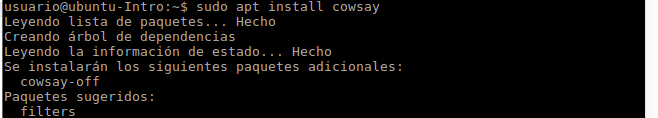 usuario@ubuntu-Intro:~$ sudo apt install cowsay
Leyendo lista de paquetes... Hecho
Creando árbol de dependencias
Leyendo la información de estado... Hecho
Se instalarán los siguientes paquetes adicionales:
  cowsay-off
Paquetes sugeridos:
  filters